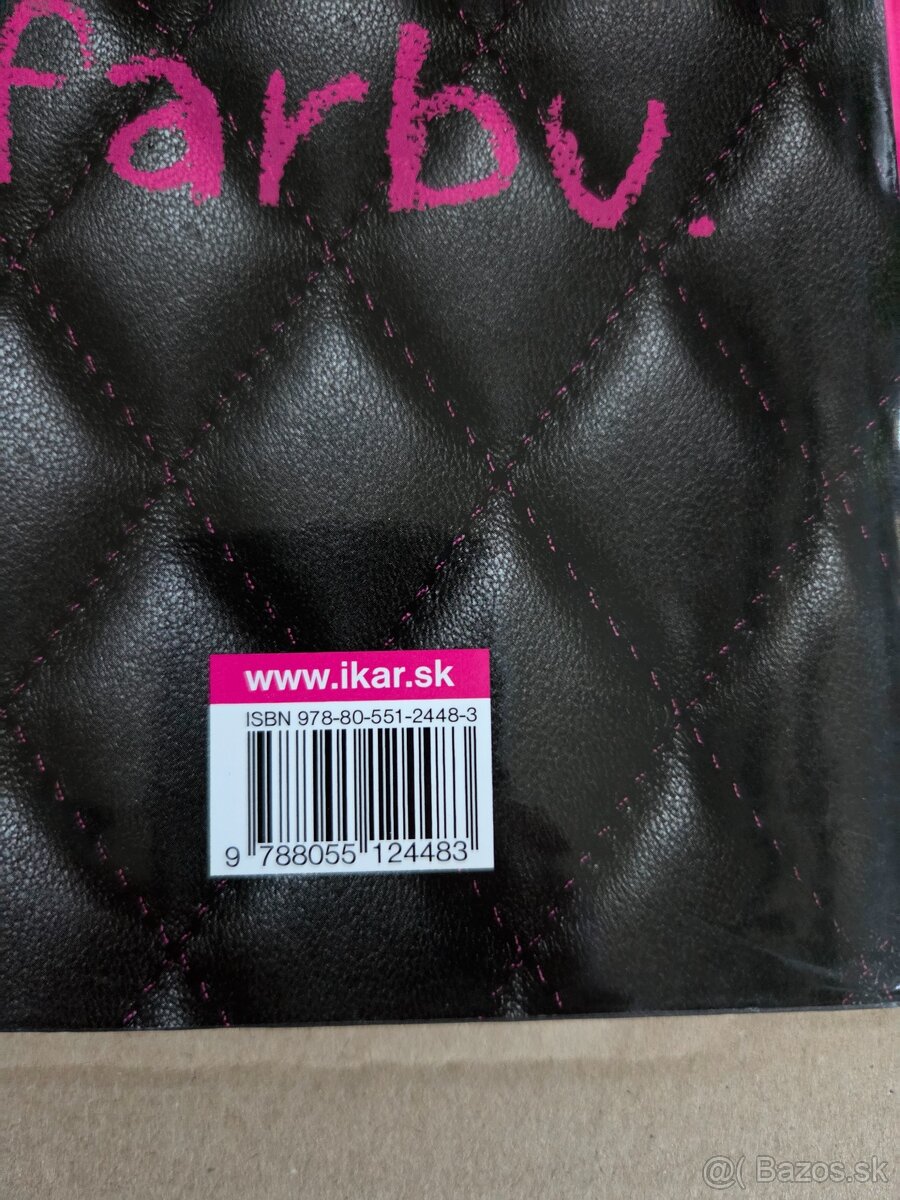 farbu.
www.ikar.sk
ISBN 978-80-551-2448-3
9 788055 124483
@( Bazos.sk